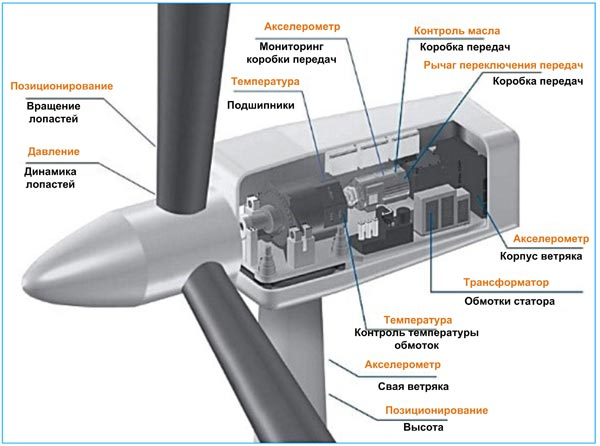 Акселерометр
Мониторинг
коробки передач
Контроль масла
Коробка передач
Рычаг переключения передач
Коробка передач
Температура
Подшипники
Позиционирование
Вращение
лопастей
Давление
Динамика
лопастей
Акселерометр
Корпус ветряка
Трансформатор
Обмотки статора
Температура
Контроль температуры
обмоток
Акселерометр
Свая ветряка
Позиционирование
Высота